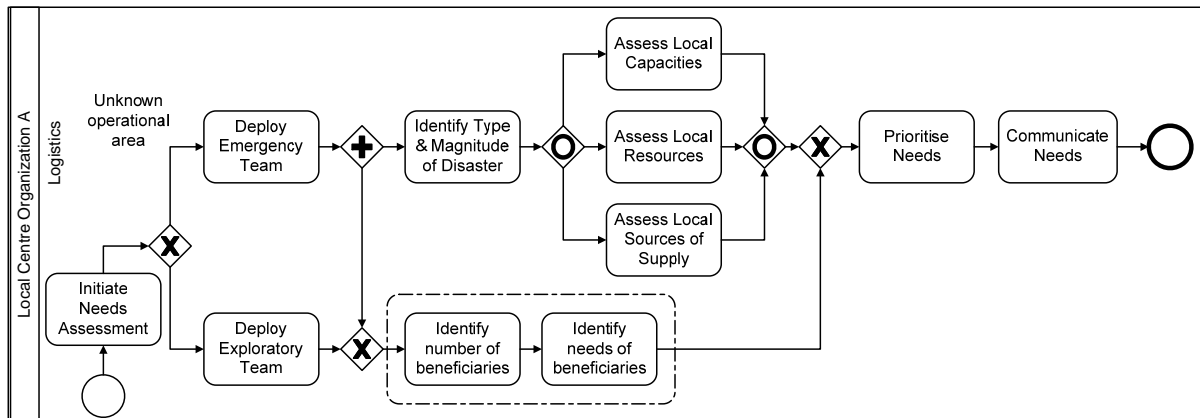 Local Centre Organization A
Logistics
Unknown
operational
area
Initiate
Needs
Assessment
Deploy
Emergency
Team
Deploy
Exploratory
Team
Identify Type
& Magnitude
of Disaster
Assess Local
Capacities
Assess Local
Resources
Assess Local
Sources of
Supply
Identify
number of
beneficiaries
Identify
needs of
beneficiaries
Prioritise
Needs
Communicate
Needs